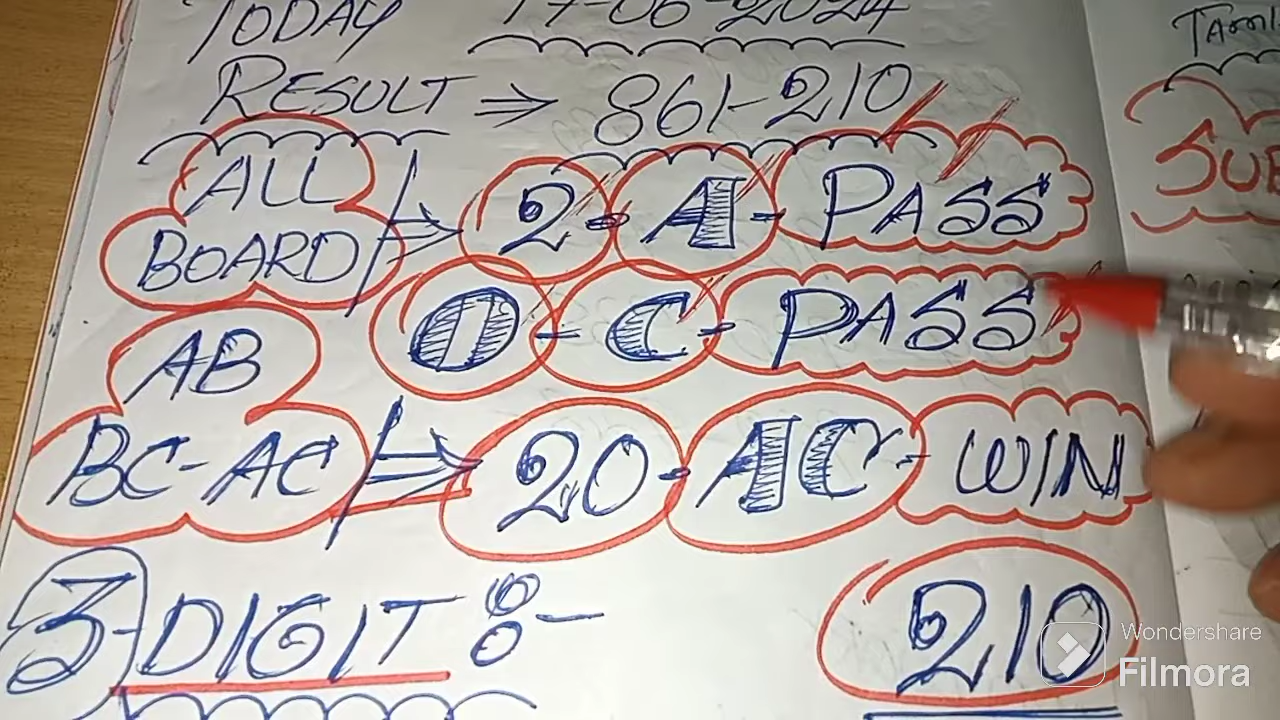 TODAY 17-06-2024
RESULT ⇒ 861-210
ALL
BOARD ⇒ 2-A-PASS
0-C-PASS
AB
BC-AC ⇒ 20-AC-WIN
3-DIGIT :- 210
Wondershare
Filmora